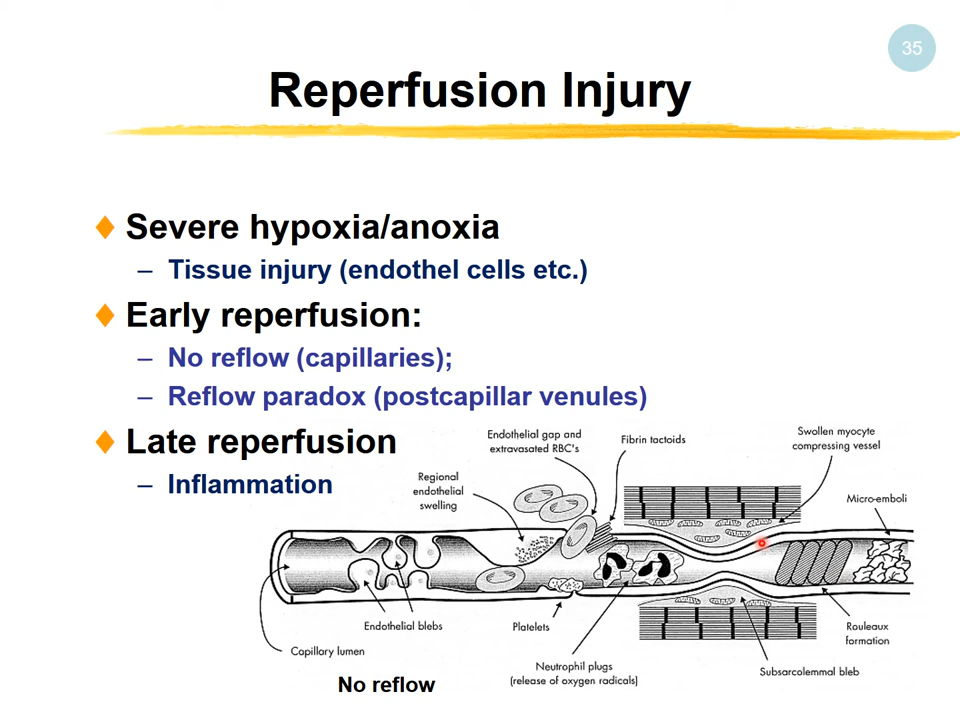 35
Reperfusion Injury
♦ Severe hypoxia/anoxia
– Tissue injury (endothel cells etc.)
♦ Early reperfusion:
– No reflow (capillaries);
– Reflow paradox (postcapillar venules)
♦ Late reperfusion
– Inflammation
Endothelial gap and
extravasated RBC's
Fibrin tactoids
Swollen myocyte
compressing vessel
Regional
endothelial
swelling
Micro-emboli
Endothelial blebs
Platelets
Rouleaux
formation
Capillary lumen
Neutrophil plugs
(release of oxygen radicals)
Subsarcolemmal bleb
No reflow